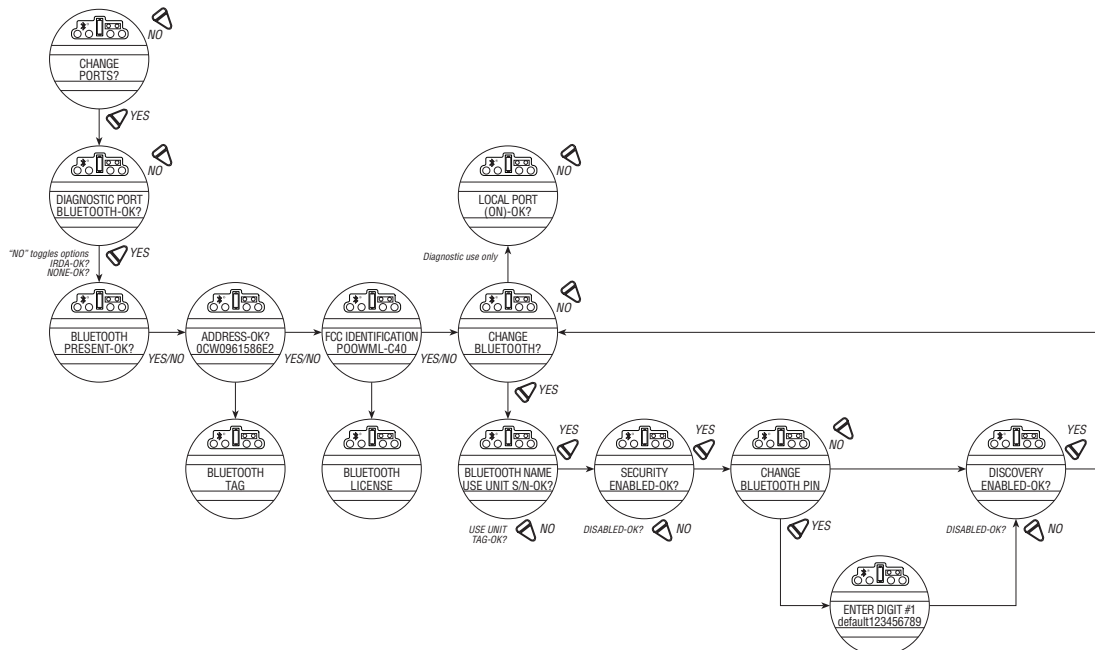 NO
CHANGE
PORTS?
YES
NO
DIAGNOSTIC PORT
BLUETOOTH-OK?
"NO" toggles options
IRDA-OK?
NONE-OK?
YES
NO
LOCAL PORT
(ON)-OK?
Diagnostic use only
NO
BLUETOOTH
PRESENT-OK?
YES/NO
ADDRESS-OK?
0CW0961586E2
YES/NO
FCC IDENTIFICATION
POOWML-C40
YES/NO
CHANGE
BLUETOOTH?
YES
BLUETOOTH
TAG
BLUETOOTH
LICENSE
BLUETOOTH NAME
USE UNIT S/N-OK?
YES
USE UNIT
TAG-OK?
NO
SECURITY
ENABLED-OK?
YES
DISABLED-OK?
NO
CHANGE
BLUETOOTH PIN
NO
YES
DISCOVERY
ENABLED-OK?
YES
DISABLED-OK?
NO
ENTER DIGIT #1
default123456789